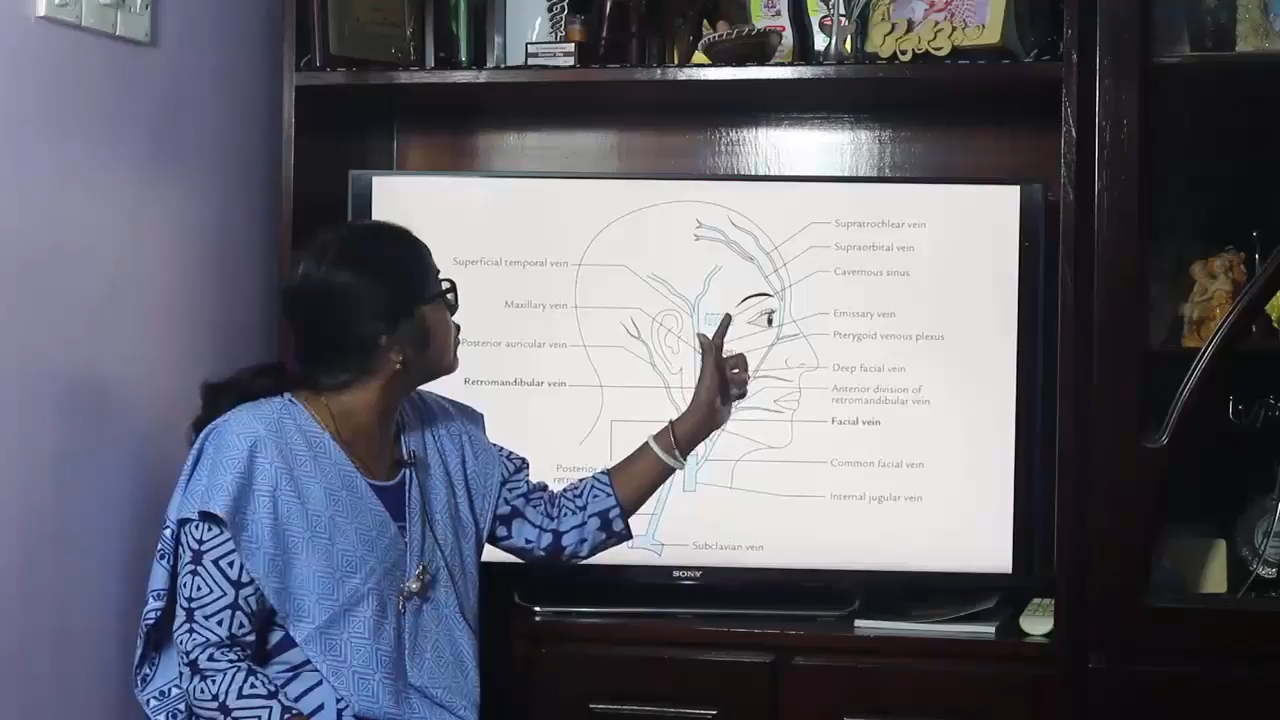 Supratrochlear vein
Supraorbital vein
Superficial temporal vein
Cavernous sinus
Maxillary vein
Emissary vein
Pterygoid venous plexus
Posterior auricular vein
Deep facial vein
Retromandibular vein
Anterior division of
retromandibular vein
Facial vein
Common facial vein
Posterior
Internal jugular vein
Subclavian vein
SONY